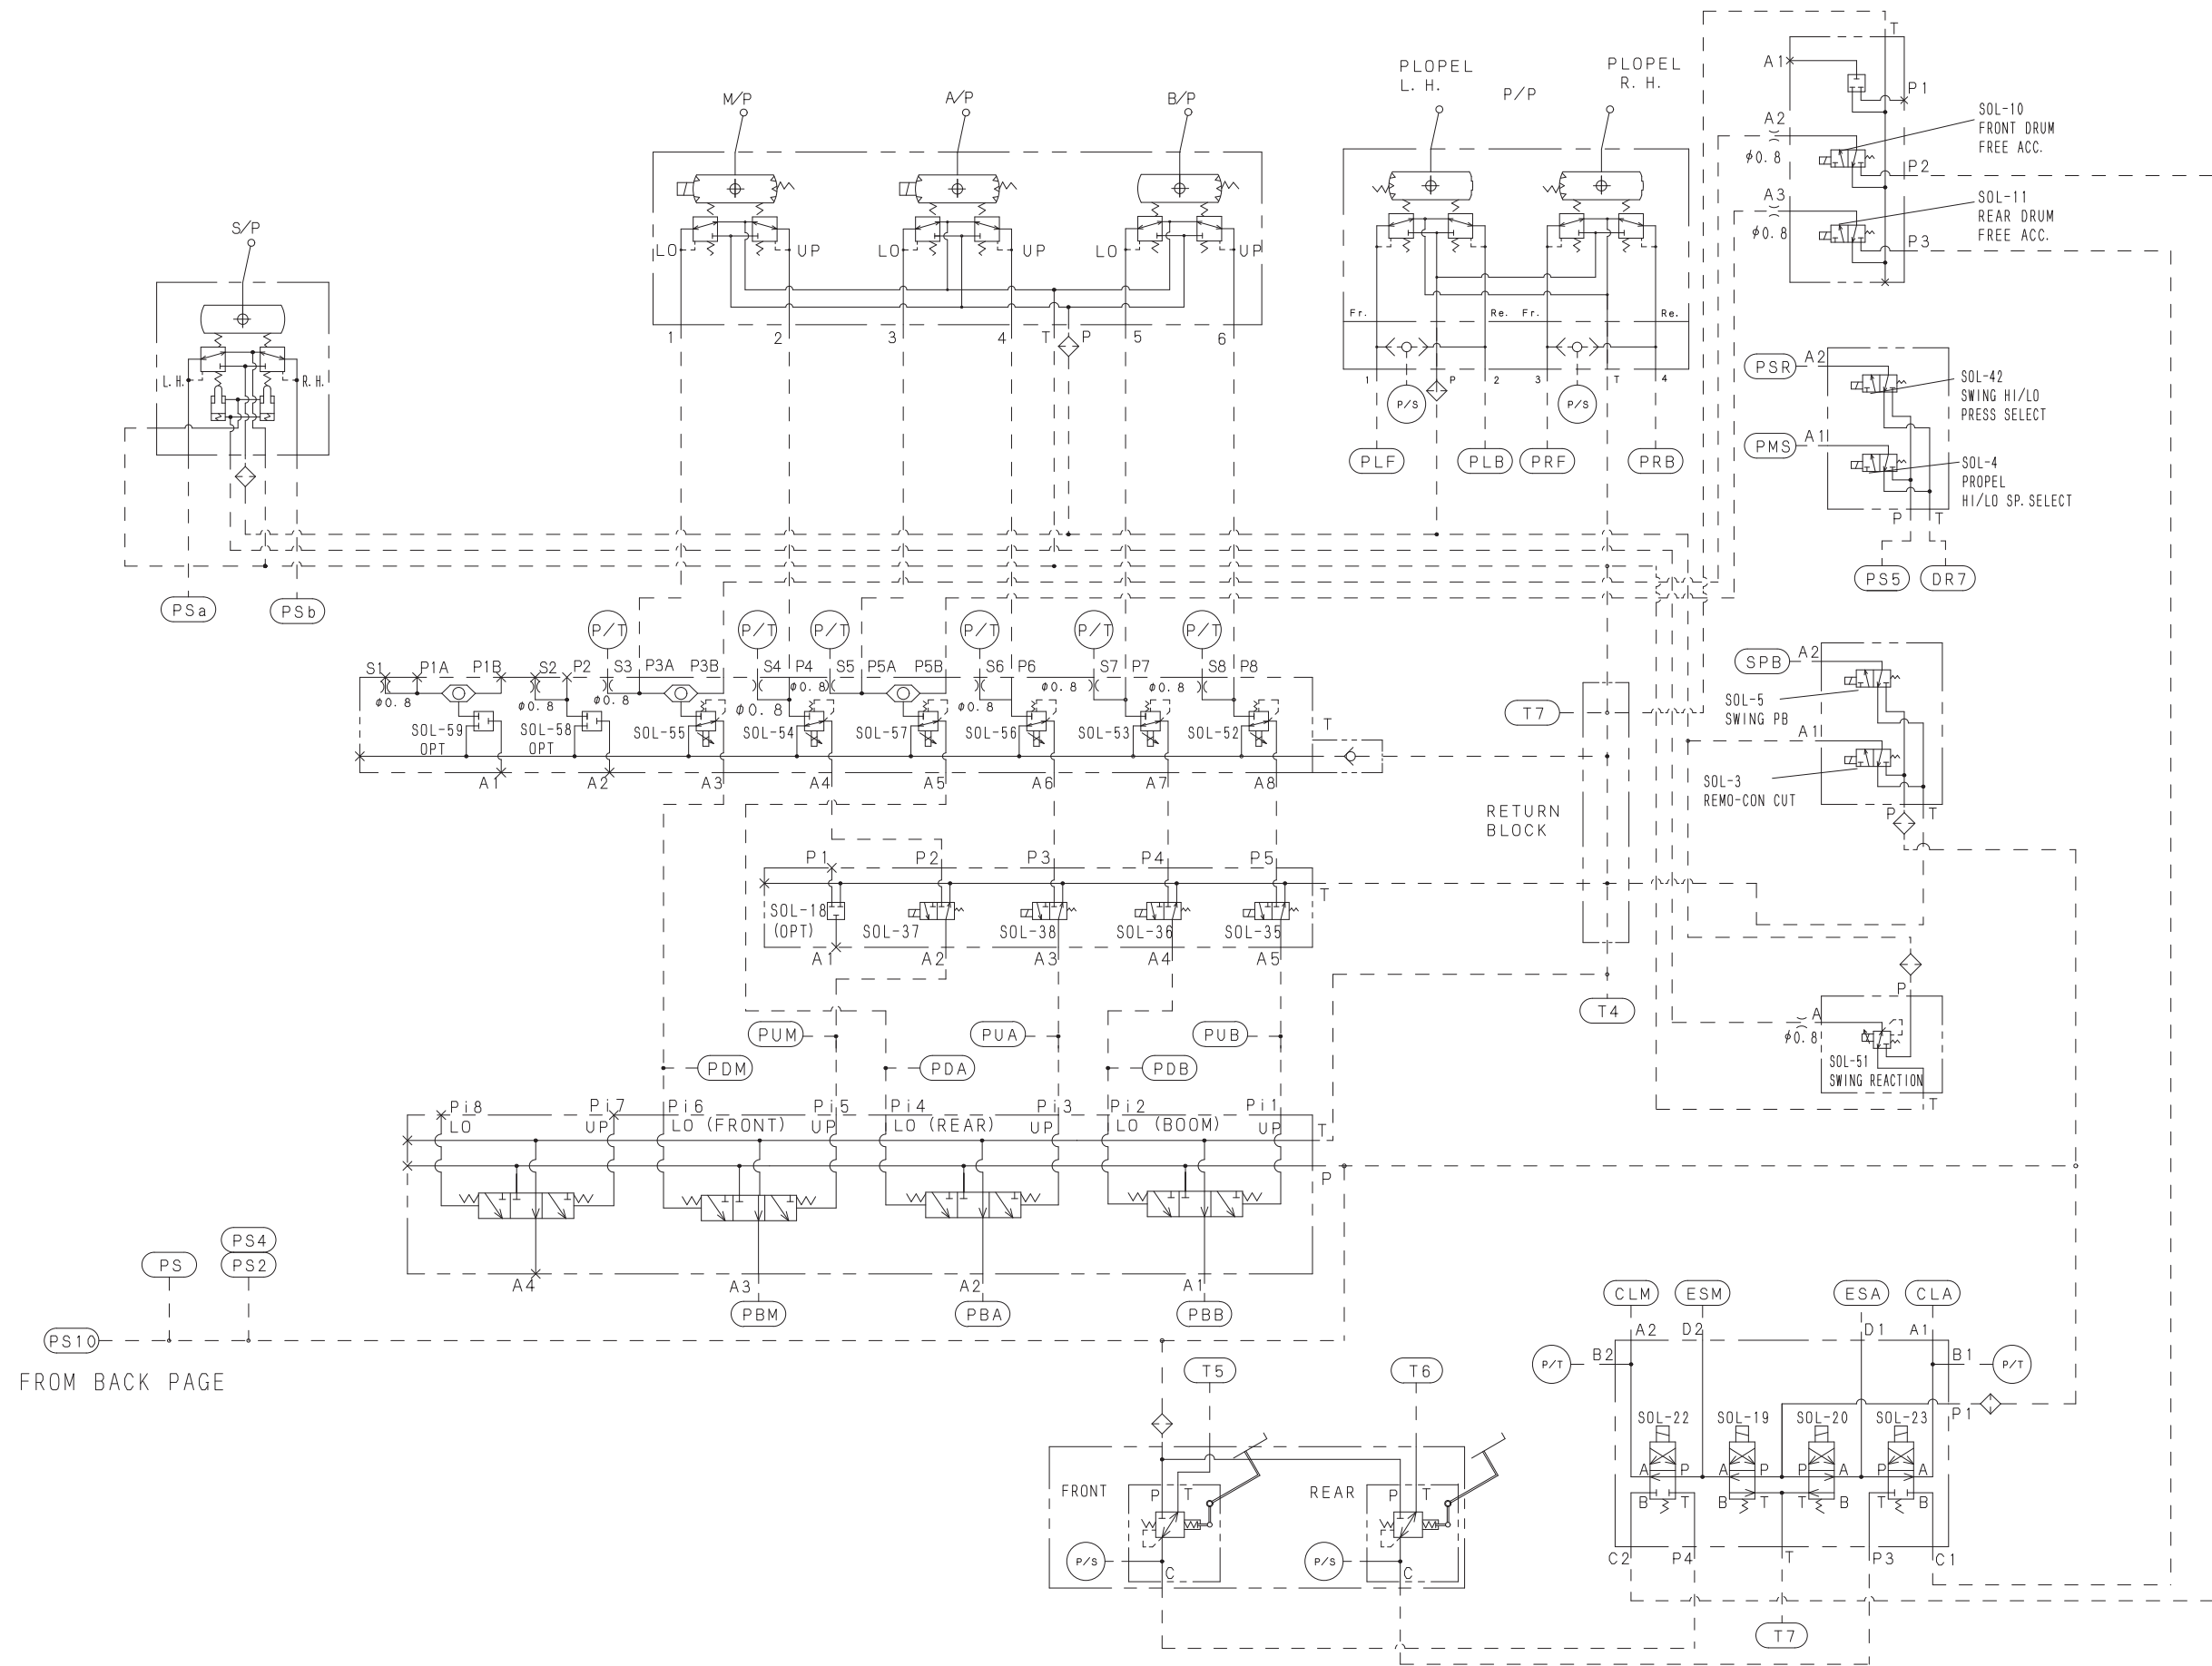 PLOPEL
L. H.
P/P
PLOPEL
R. H.
M/P
A/P
B/P
S/P
LO
UP
LO
UP
LO
UP
1
2
3
4
T
P
5
6
L. H.
R. H.
Fr.
Re.
Fr.
Re.
1
P
2
3
T
4
P/S
P/S
PLF
PLB
PRF
PRB
T
A1
P1
A2
φ0. 8
P2
A3
φ0. 8
P3
SOL-10
FRONT DRUM
FREE ACC.
SOL-11
REAR DRUM
FREE ACC.
PSR
A2
PMS
A1
SOL-42
SWING HI/LO
PRESS SELECT
SOL-4
PROPEL
HI/LO SP. SELECT
P
T
PS5
DR7
PSa
PSb
P/T
P/T
P/T
P/T
P/T
P/T
S1
P1A
P1B
S2
P2
S3
P3A
P3B
S4
P4
S5
P5A
P5B
S6
P6
S7
P7
S8
P8
φ0. 8
φ0. 8
φ0. 8
φ0. 8
φ0. 8
φ0. 8
φ0. 8
φ0. 8
SOL-59
OPT
SOL-58
OPT
SOL-55
SOL-54
SOL-57
SOL-56
SOL-53
SOL-52
T
A1
A2
A3
A4
A5
A6
A7
A8
T7
RETURN
BLOCK
SPB
A2
SOL-5
SWING PB
A1
SOL-3
REMO-CON CUT
P
T
P1
P2
P3
P4
P5
T
SOL-18
(OPT)
SOL-37
SOL-38
SOL-36
SOL-35
A1
A2
A3
A4
A5
T4
P
A
φ0. 8
SOL-51
SWING REACTION
T
PUM
PUA
PUB
PDM
PDA
PDB
Pi8
LO
Pi7
UP
Pi6
LO (FRONT)
Pi5
UP
Pi4
LO (REAR)
Pi3
UP
Pi2
LO (BOOM)
Pi1
UP
T
P
A4
A3
A2
A1
PBM
PBA
PBB
PS
PS4
PS2
PS10
FROM BACK PAGE
T5
T6
FRONT
P
T
REAR
P
T
P/S
C
P/S
C
CLM
ESM
ESA
CLA
A2
D2
D1
A1
P/T
B2
B1
P/T
P1
SOL-22
SOL-19
SOL-20
SOL-23
A
P
A
P
P
A
P
A
B
T
B
T
T
B
T
B
C2
P4
T
P3
C1
T7